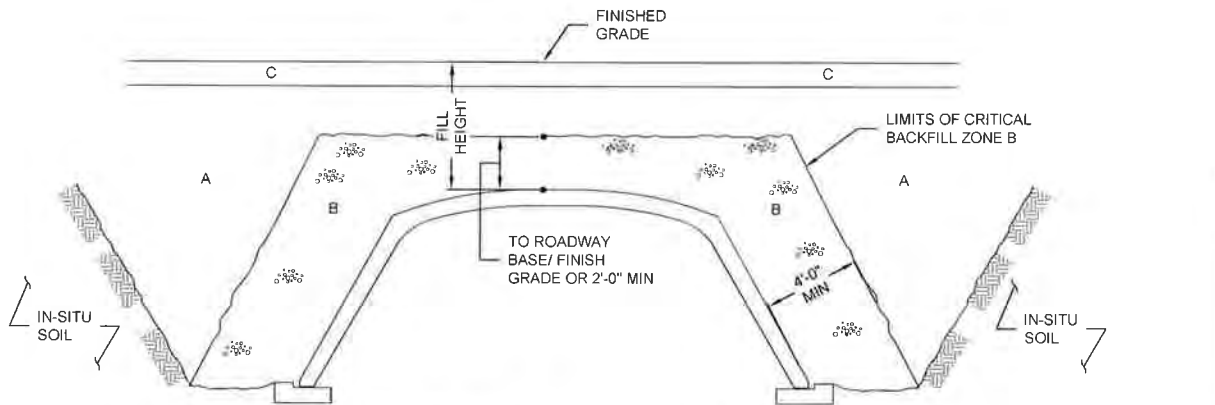 FINISHED
GRADE
C
C
FILL
HEIGHT
LIMITS OF CRITICAL
BACKFILL ZONE B
A
A
B
B
TO ROADWAY
BASE/ FINISH
GRADE OR 2'-0" MIN
4'-0"
MIN
IN-SITU
SOIL
IN-SITU
SOIL